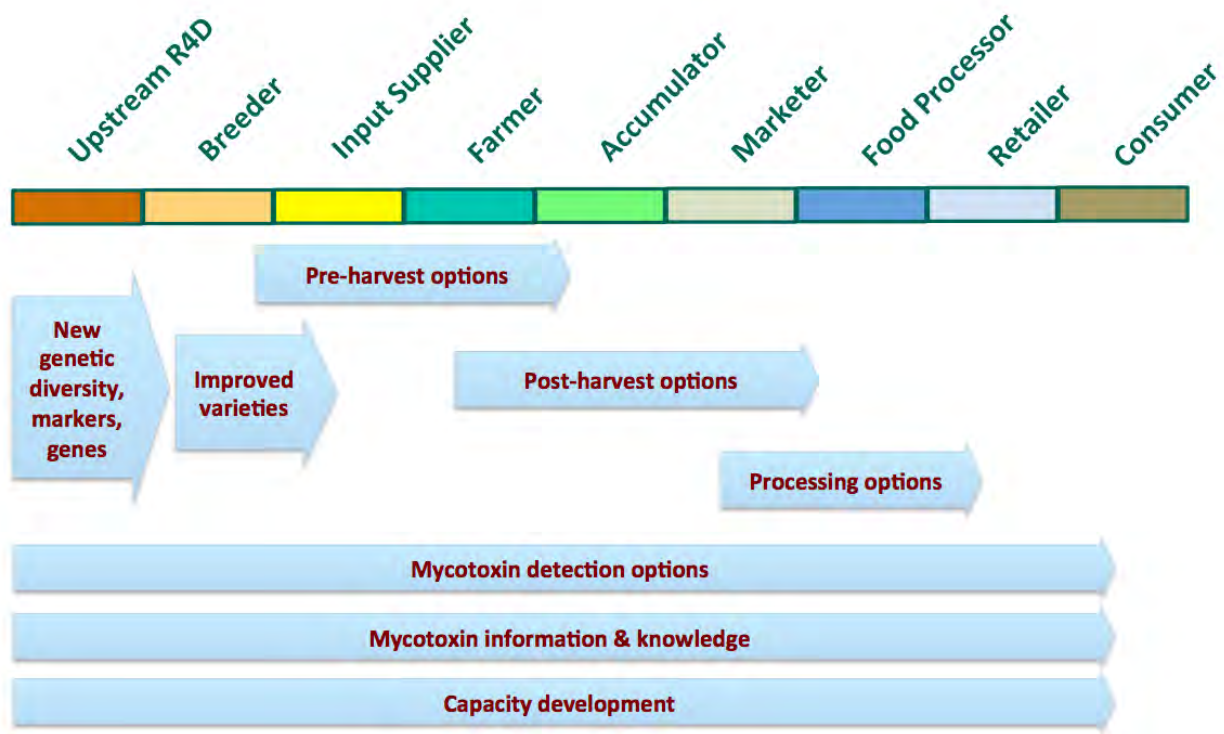 Upstream R4D
Breeder
Input Supplier
Farmer
Accumulator
Marketer
Food Processor
Retailer
Consumer
Pre-harvest options
New
genetic
diversity,
markers,
genes
Improved
varieties
Post-harvest options
Processing options
Mycotoxin detection options
Mycotoxin information & knowledge
Capacity development